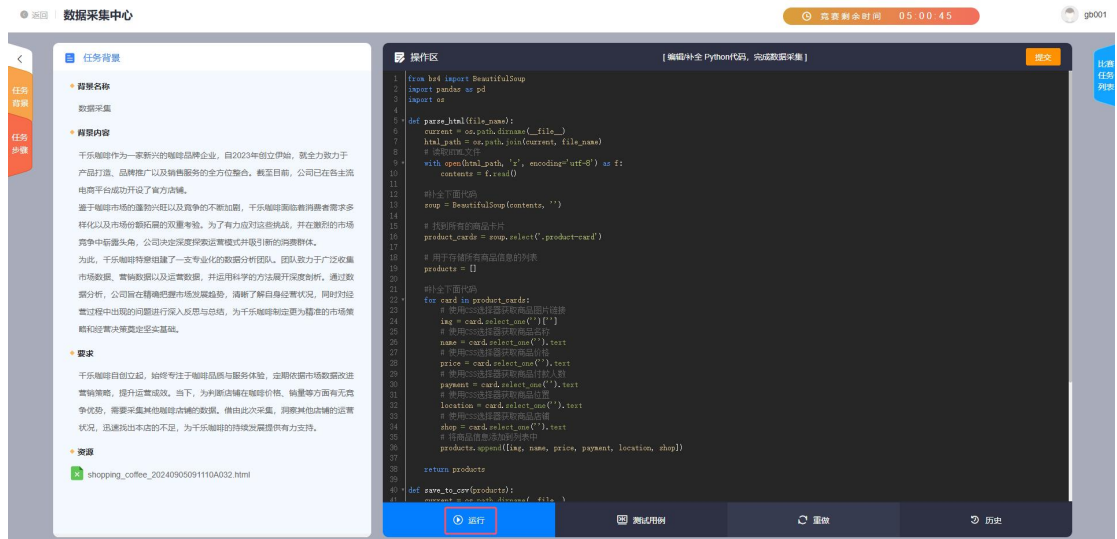 返回
数据采集中心
竞赛剩余时间 05:00:45
gb001
任务
背景
任务
步骤
任务背景
背景名称
数据采集
背景内容
千乐咖啡作为一家新兴的咖啡品牌企业，自2023年创立伊始，就全力致力于
产品打造、品牌推广以及销售服务的全方位整合。截至目前，公司已在各主流
电商平台成功开设了官方店铺。
鉴于咖啡市场的蓬勃兴旺以及竞争的不断加剧，千乐咖啡面临着消费者需求多
样化以及市场份额拓展的双重考验。为了有力应对这些挑战，并在激烈的市场
竞争中崭露头角，公司决定深度探索运营模式并吸引新的消费群体。
为此，千乐咖啡特意组建了一支专业化的数据分析团队。团队致力于广泛收集
市场数据、营销数据以及运营数据，并运用科学的方法展开深度剖析。通过数
据分析，公司旨在精确把握市场发展趋势，清晰了解自身经营状况，同时对经
营过程中出现的问题进行深入反思与总结，为千乐咖啡制定更为精准的市场策
略和经营决策奠定坚实基础。
要求
千乐咖啡自创立起，始终专注于咖啡品质与服务体验，定期依据市场数据改进
营销策略，提升运营成效。当下，为判断店铺在咖啡价格、销量等方面有无竞
争优势，需要采集其他咖啡店铺的数据。借由此次采集，洞察其他店铺的运营
状况，迅速找出本店的不足，为千乐咖啡的持续发展提供有力支持。
资源
shopping_coffee_20240905091110A032.html
操作区
[ 编辑/补全 Python代码，完成数据采集 ]
提交
1 from bs4 import BeautifulSoup
2 import pandas as pd
3 import os
4
5 def parse_html(file_name):
6 current = os.path.dirname(__file__)
7 html_path = os.path.join(current, file_name)
8 # 读取HTML文件
9 with open(html_path, 'r', encoding='utf-8') as f:
10 contents = f.read()
11
12 #补全下面代码
13 soup = BeautifulSoup(contents, '')
14
15 # 找到所有的商品卡片
16 product_cards = soup.select('.product-card')
17
18 # 用于存储所有商品信息的列表
19 products = []
20
21 #补全下面代码
22 for card in product_cards:
23 # 使用CSS选择器获取商品图片链接
24 img = card.select_one('')['']
25 # 使用CSS选择器获取商品名称
26 name = card.select_one('').text
27 # 使用CSS选择器获取商品价格
28 price = card.select_one('').text
29 # 使用CSS选择器获取商品付款人数
30 payment = card.select_one('').text
31 # 使用CSS选择器获取商品位置
32 location = card.select_one('').text
33 # 使用CSS选择器获取商品店铺
34 shop = card.select_one('').text
35 # 将商品信息添加到列表中
36 products.append([img, name, price, payment, location, shop])
37
38 return products
39
40 def save_to_csv(products):
41 current = os.path.dirname(__file__)
运行
测试用例
重做
历史
比赛
任务
列表